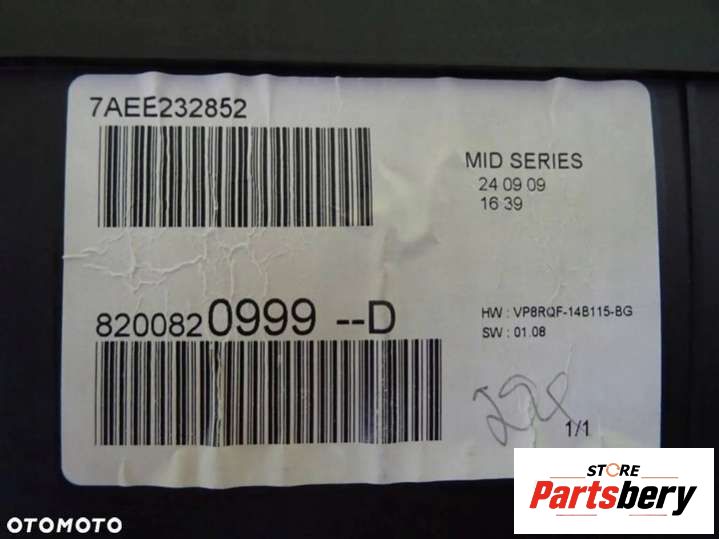 7AEE232852
MID SERIES
24 09 09
16 39
8200820999 --D
HW : VP8RQF-14B115-BG
SW : 01.08
1/1
STORE
Partsbery
OTOMOTO